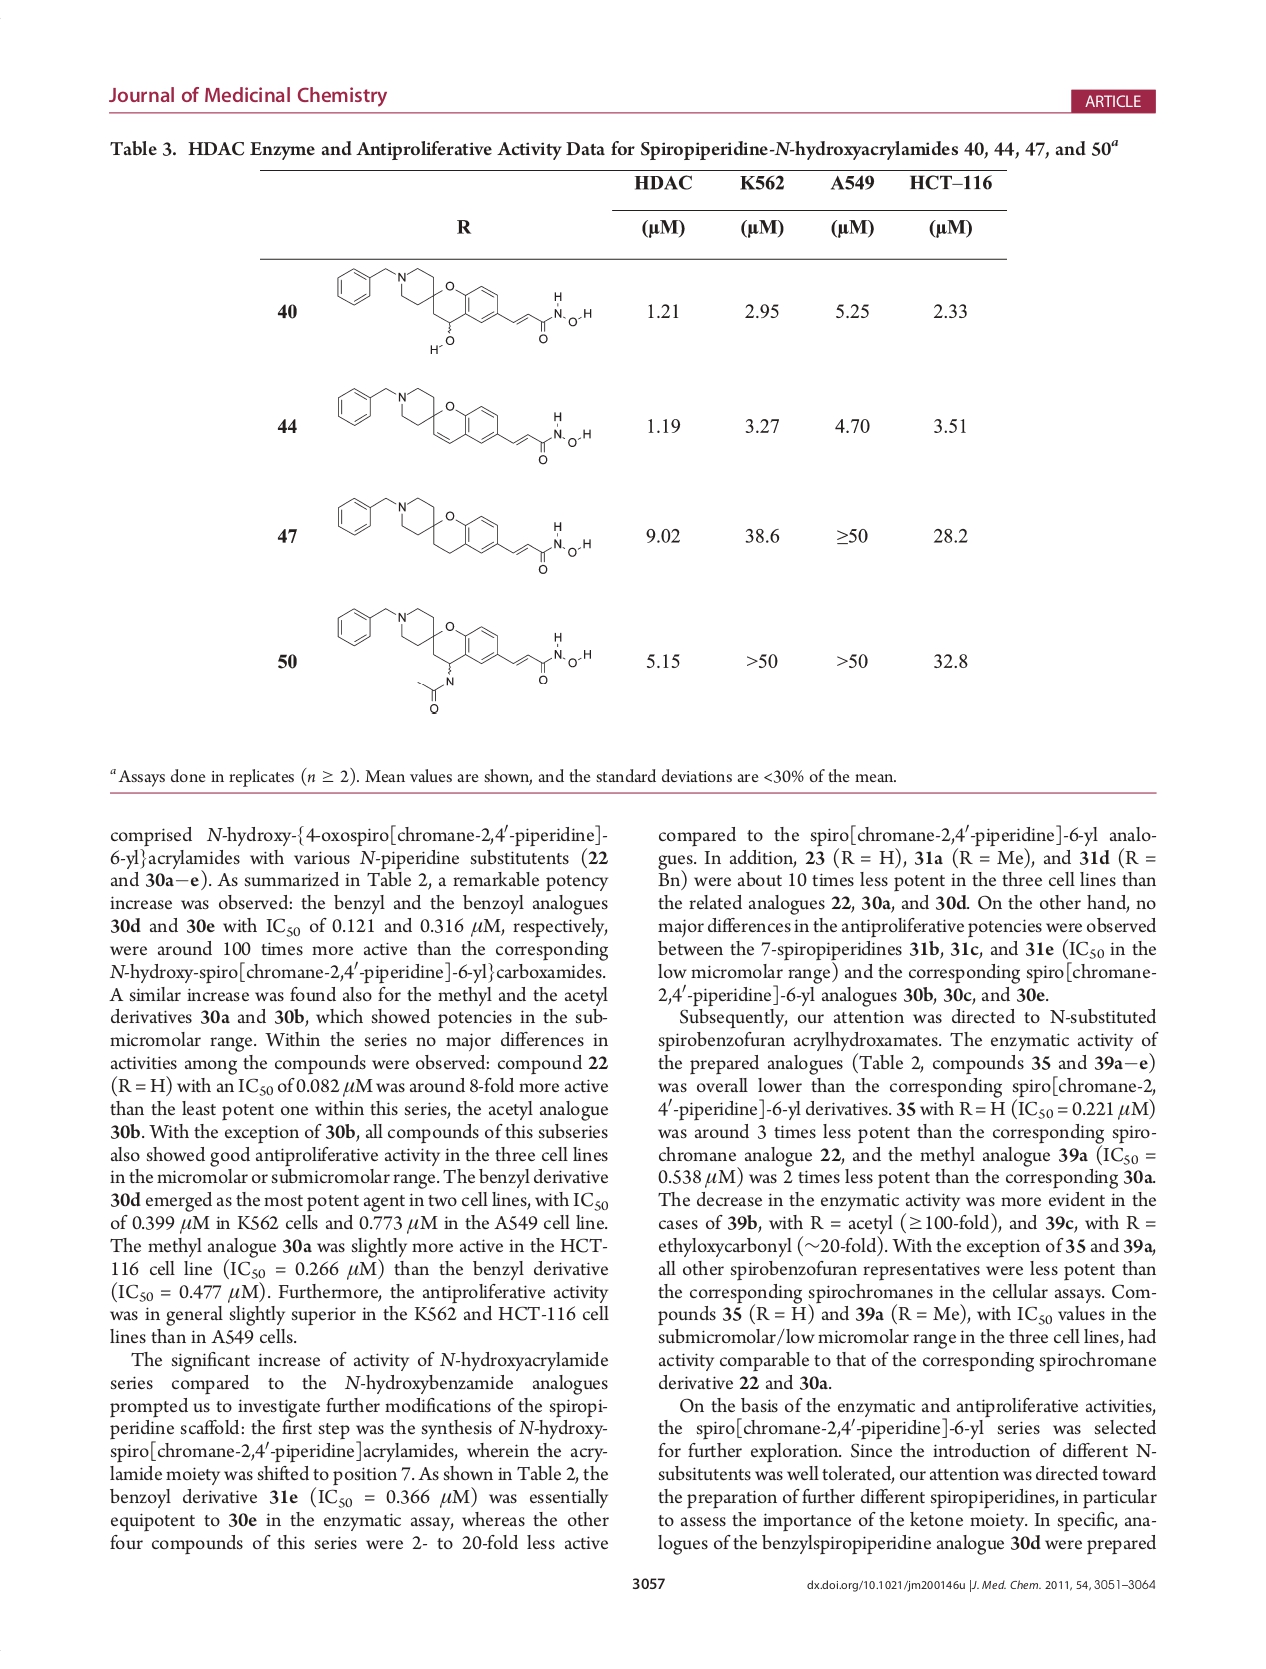 Journal of Medicinal Chemistry
ARTICLE
Table 3. HDAC Enzyme and Antiproliferative Activity Data for Spiropiperidine-N-hydroxyacrylamides 40, 44, 47, and 50a
HDAC K562 A549 HCT–116
R (μM) (μM) (μM) (μM)
40 N O H N O H O H O 1.21 2.95 5.25 2.33
44 N O H N O H O 1.19 3.27 4.70 3.51
47 N O H N O H O 9.02 38.6 ≥50 28.2
50 N O H N O H O N O 5.15 >50 >50 32.8
a Assays done in replicates (n ≥ 2). Mean values are shown, and the standard deviations are <30% of the mean.
comprised N-hydroxy-{4-oxospiro[chromane-2,4′-piperidine]-
6-yl}acrylamides with various N-piperidine substitutents (22
and 30a−e). As summarized in Table 2, a remarkable potency
increase was observed: the benzyl and the benzoyl analogues
30d and 30e with IC50 of 0.121 and 0.316 μM, respectively,
were around 100 times more active than the corresponding
N-hydroxy-spiro[chromane-2,4′-piperidine]-6-yl}carboxamides.
A similar increase was found also for the methyl and the acetyl
derivatives 30a and 30b, which showed potencies in the sub-
micromolar range. Within the series no major differences in
activities among the compounds were observed: compound 22
(R = H) with an IC50 of 0.082 μM was around 8-fold more active
than the least potent one within this series, the acetyl analogue
30b. With the exception of 30b, all compounds of this subseries
also showed good antiproliferative activity in the three cell lines
in the micromolar or submicromolar range. The benzyl derivative
30d emerged as the most potent agent in two cell lines, with IC50
of 0.399 μM in K562 cells and 0.773 μM in the A549 cell line.
The methyl analogue 30a was slightly more active in the HCT-
116 cell line (IC50 = 0.266 μM) than the benzyl derivative
(IC50 = 0.477 μM). Furthermore, the antiproliferative activity
was in general slightly superior in the K562 and HCT-116 cell
lines than in A549 cells.
The significant increase of activity of N-hydroxyacrylamide
series compared to the N-hydroxybenzamide analogues
prompted us to investigate further modifications of the spiropi-
peridine scaffold: the first step was the synthesis of N-hydroxy-
spiro[chromane-2,4′-piperidine]acrylamides, wherein the acry-
lamide moiety was shifted to position 7. As shown in Table 2, the
benzoyl derivative 31e (IC50 = 0.366 μM) was essentially
equipotent to 30e in the enzymatic assay, whereas the other
four compounds of this series were 2- to 20-fold less active
compared to the spiro[chromane-2,4′-piperidine]-6-yl analo-
gues. In addition, 23 (R = H), 31a (R = Me), and 31d (R =
Bn) were about 10 times less potent in the three cell lines than
the related analogues 22, 30a, and 30d. On the other hand, no
major differences in the antiproliferative potencies were observed
between the 7-spiropiperidines 31b, 31c, and 31e (IC50 in the
low micromolar range) and the corresponding spiro[chromane-
2,4′-piperidine]-6-yl analogues 30b, 30c, and 30e.
Subsequently, our attention was directed to N-substituted
spirobenzofuran acrylhydroxamates. The enzymatic activity of
the prepared analogues (Table 2, compounds 35 and 39a−e)
was overall lower than the corresponding spiro[chromane-2,
4′-piperidine]-6-yl derivatives. 35 with R = H (IC50 = 0.221 μM)
was around 3 times less potent than the corresponding spiro-
chromane analogue 22, and the methyl analogue 39a (IC50 =
0.538 μM) was 2 times less potent than the corresponding 30a.
The decrease in the enzymatic activity was more evident in the
cases of 39b, with R = acetyl (≥100-fold), and 39c, with R =
ethyloxycarbonyl (∼20-fold). With the exception of 35 and 39a,
all other spirobenzofuran representatives were less potent than
the corresponding spirochromanes in the cellular assays. Com-
pounds 35 (R = H) and 39a (R = Me), with IC50 values in the
submicromolar/low micromolar range in the three cell lines, had
activity comparable to that of the corresponding spirochromane
derivative 22 and 30a.
On the basis of the enzymatic and antiproliferative activities,
the spiro[chromane-2,4′-piperidine]-6-yl series was selected
for further exploration. Since the introduction of different N-
subsitutents was well tolerated, our attention was directed toward
the preparation of further different spiropiperidines, in particular
to assess the importance of the ketone moiety. In specific, ana-
logues of the benzylspiropiperidine analogue 30d were prepared
3057
dx.doi.org/10.1021/jm200146u |J. Med. Chem. 2011, 54, 3051–3064